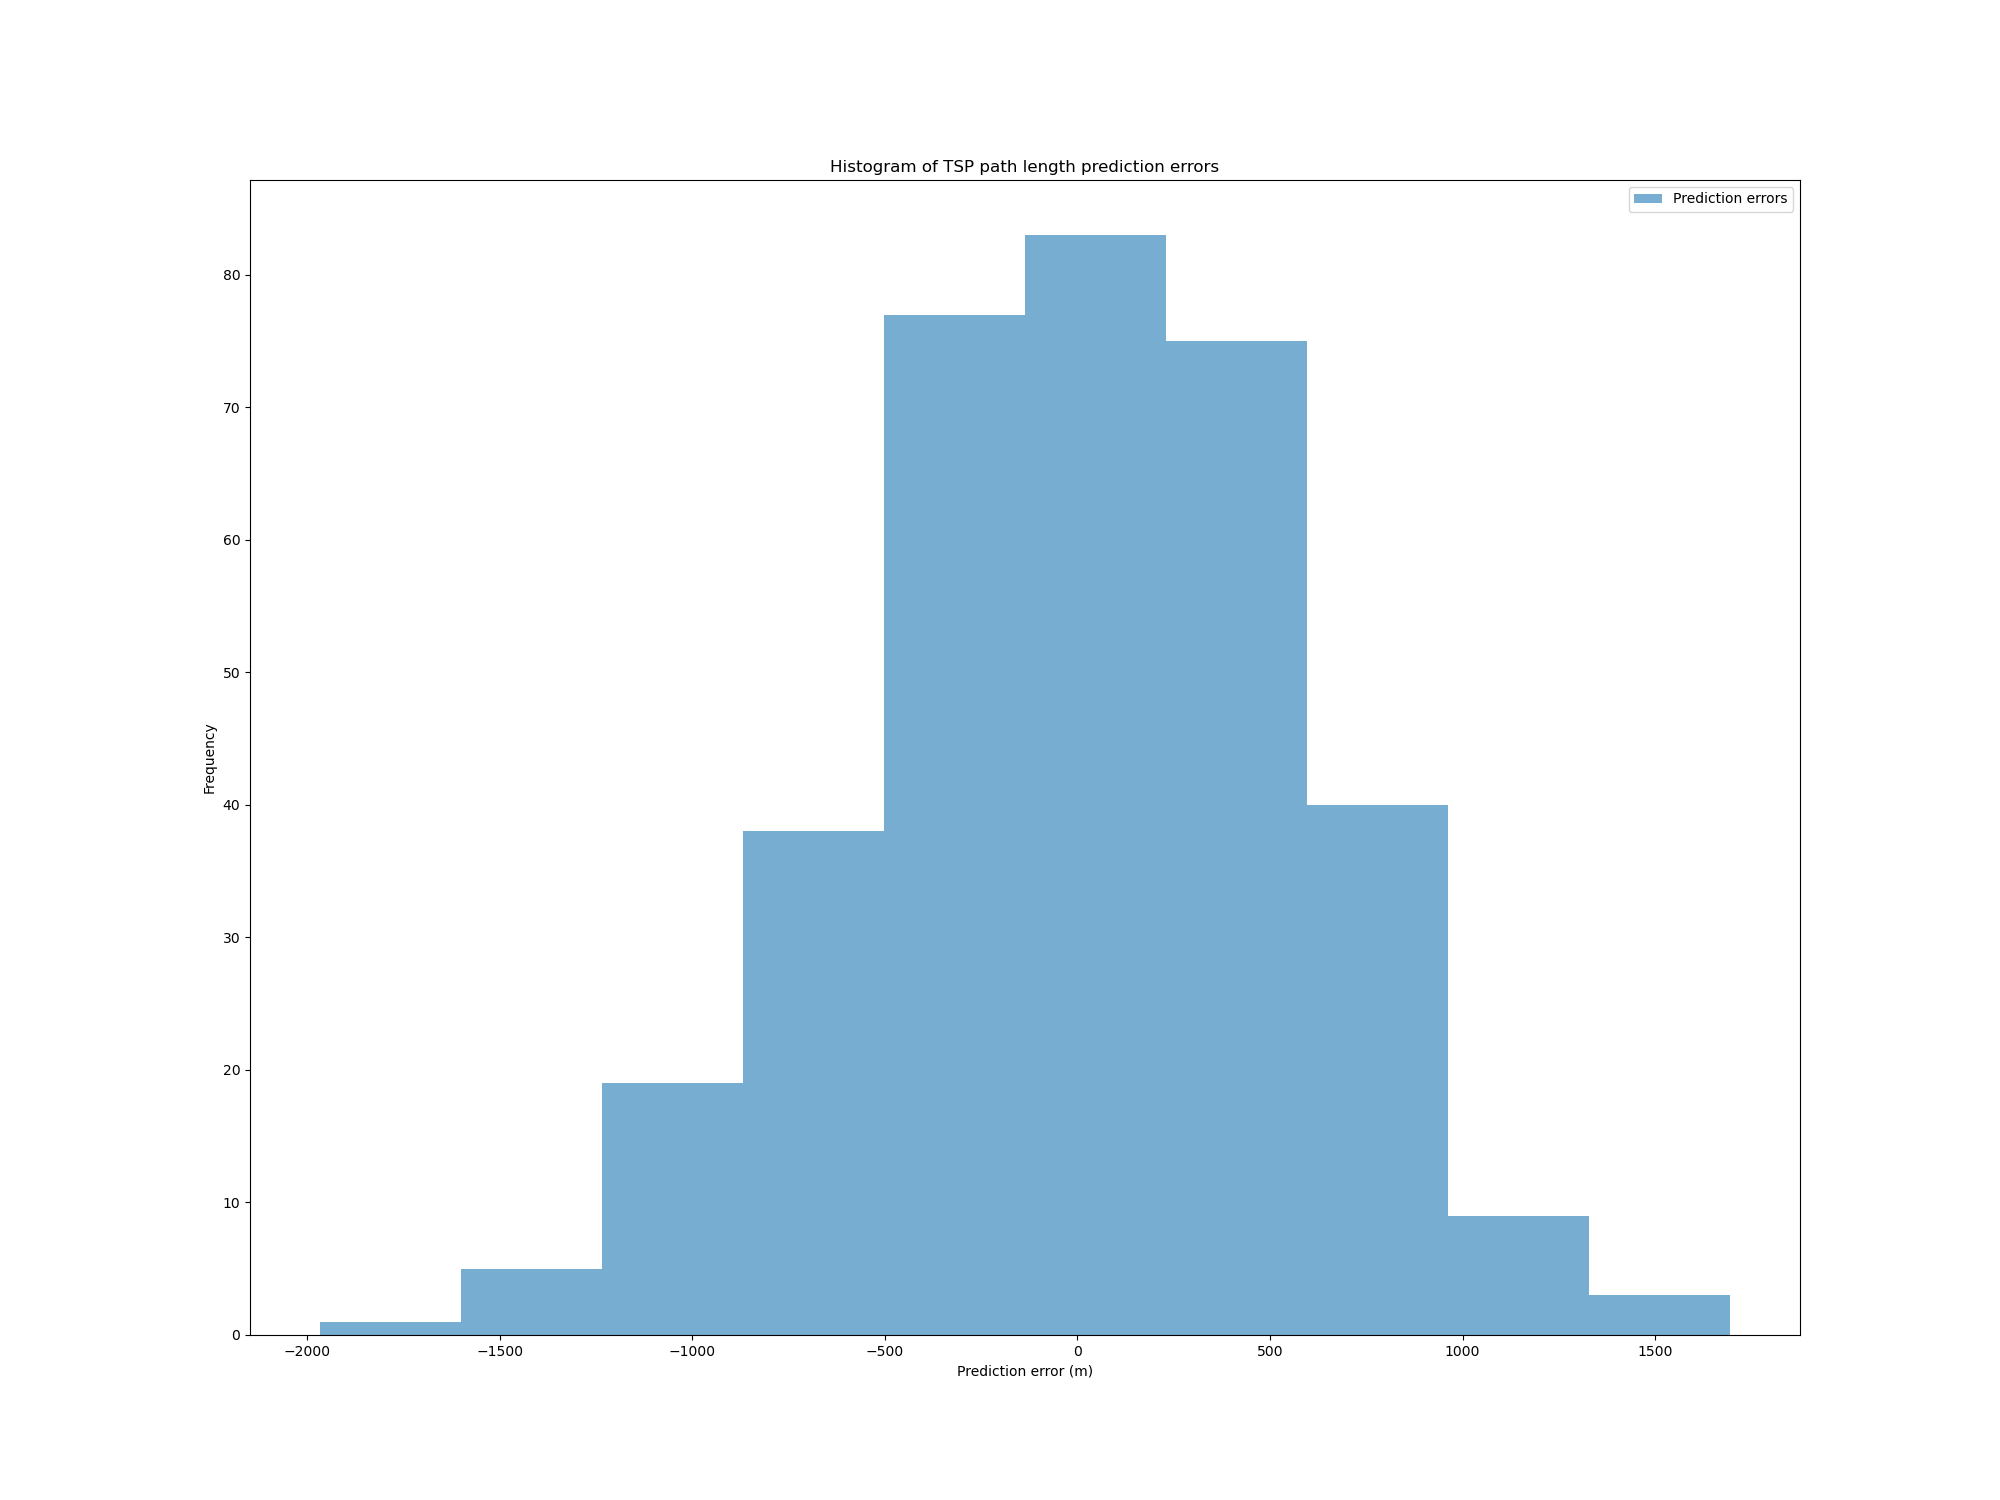 Histogram of TSP path length prediction errors
Prediction errors
80
70
60
50
40
30
20
10
0
Frequency
−2000 −1500 −1000 −500 0 500 1000 1500
Prediction error (m)